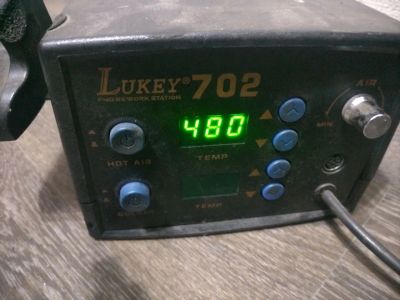 LUKEY® 702
REWORK STATION
AIR
480
MIN
HOT AIR
TEMP
TEMP